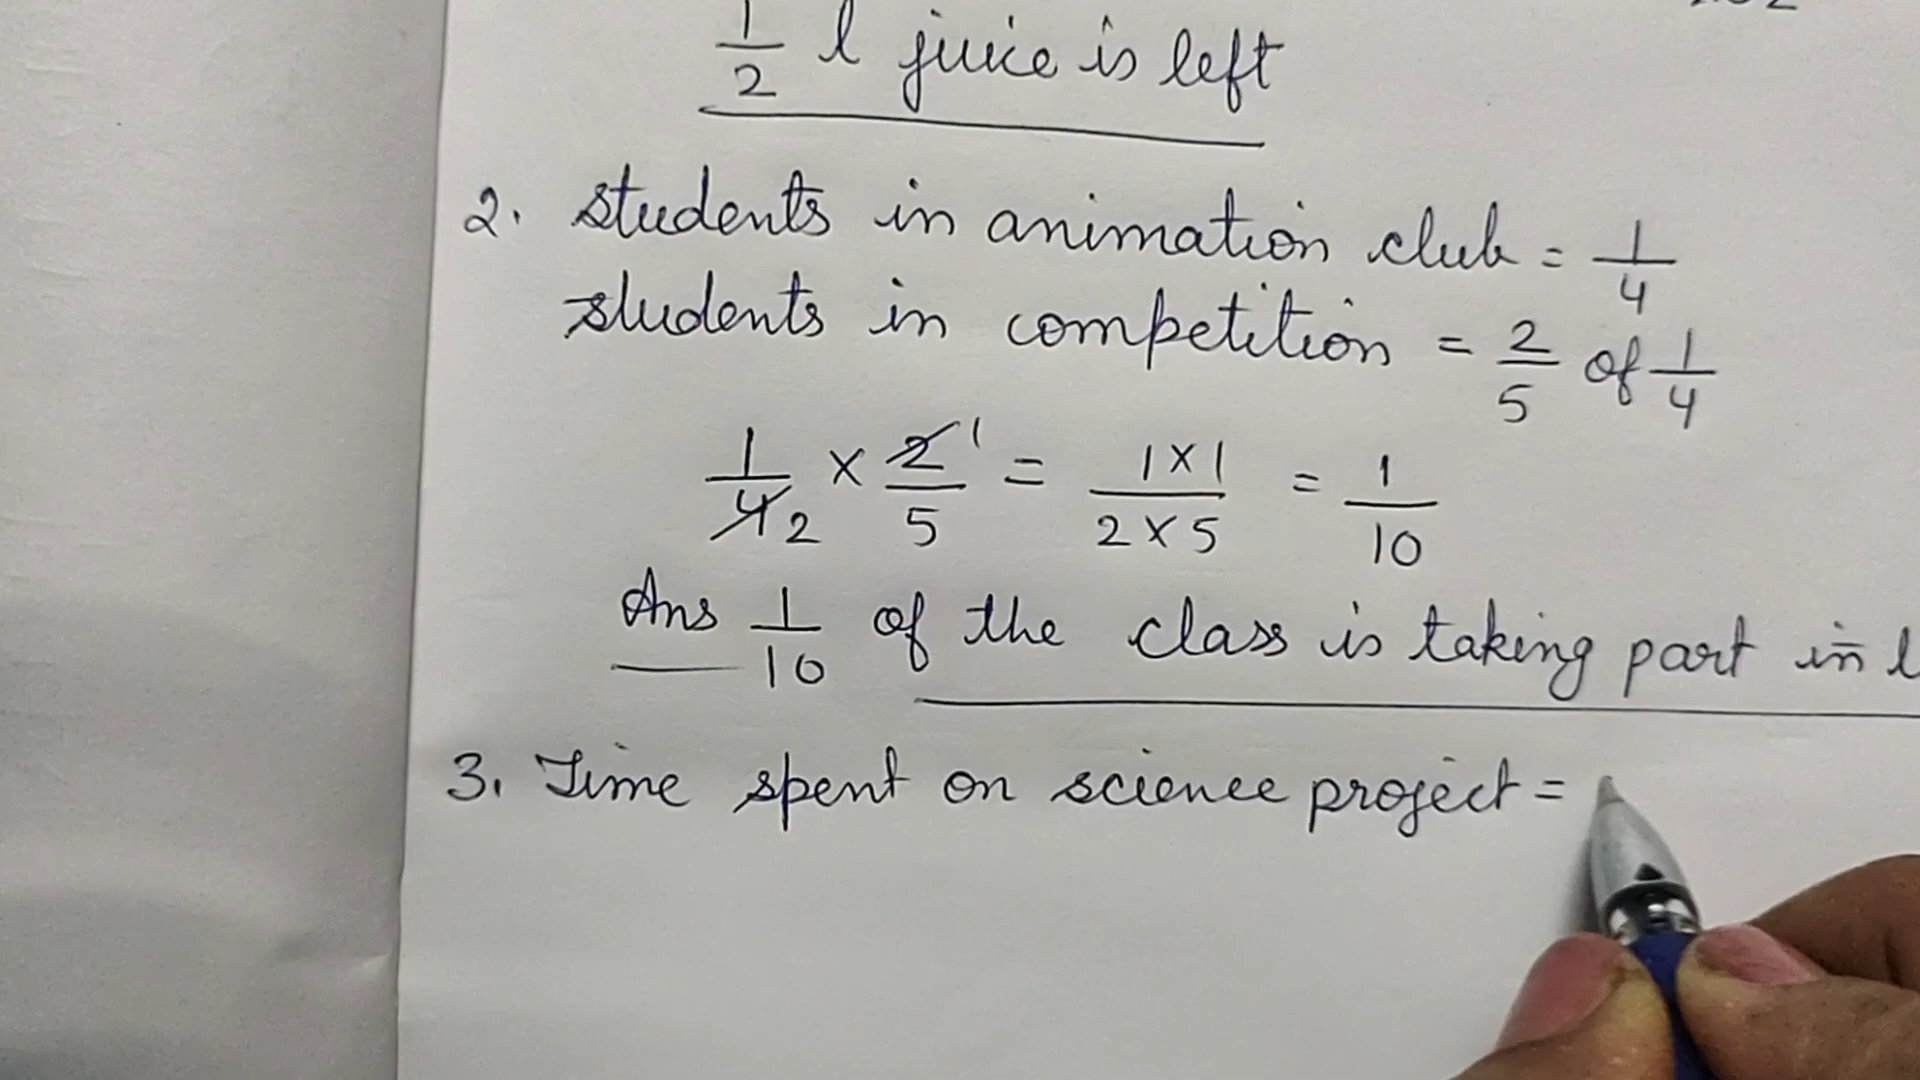 1/2 l juice is left
2. students in animation club = 1/4
students in competition = 2/5 of 1/4
1/4 2 × 2/5 1 = 1×1/2×5 = 1/10
Ans 1/10 of the class is taking part in
3. Time spent on science project =